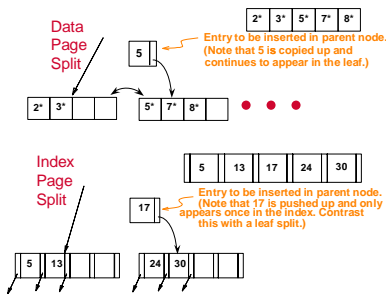 Data
Page
Split
2* 3* 5* 7* 8*
Entry to be inserted in parent node.
(Note that 5 is copied up and
continues to appear in the leaf.)
5
2* 3*
5* 7* 8*
Index
Page
Split
5 13 17 24 30
Entry to be inserted in parent node.
(Note that 17 is pushed up and only
appears once in the index. Contrast
this with a leaf split.)
17
5 13
24 30